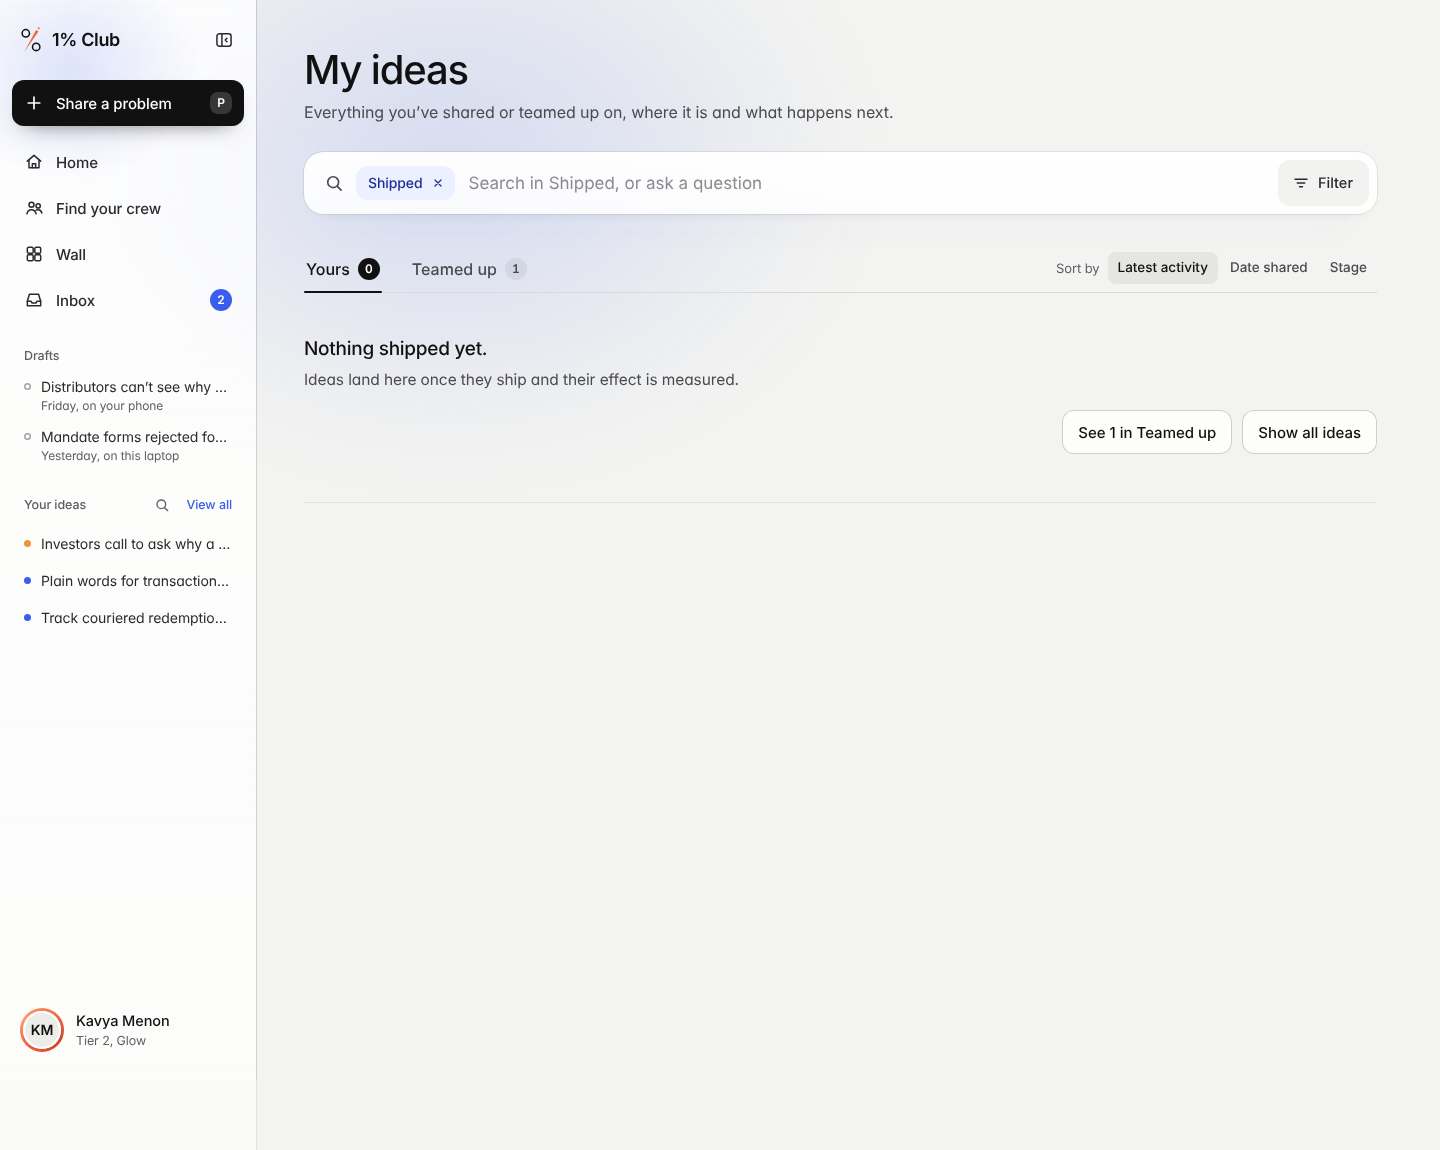 1% Club
Share a problem P
Home
Find your crew
Wall
Inbox 2
Drafts
Distributors can’t see why ...
Friday, on your phone
Mandate forms rejected fo...
Yesterday, on this laptop
Your ideas View all
Investors call to ask why a ...
Plain words for transaction...
Track couriered redemptio...
KM
Kavya Menon
Tier 2, Glow
My ideas
Everything you’ve shared or teamed up on, where it is and what happens next.
Shipped × Search in Shipped, or ask a question Filter
Yours 0 Teamed up 1 Sort by Latest activity Date shared Stage
Nothing shipped yet.
Ideas land here once they ship and their effect is measured.
See 1 in Teamed up Show all ideas